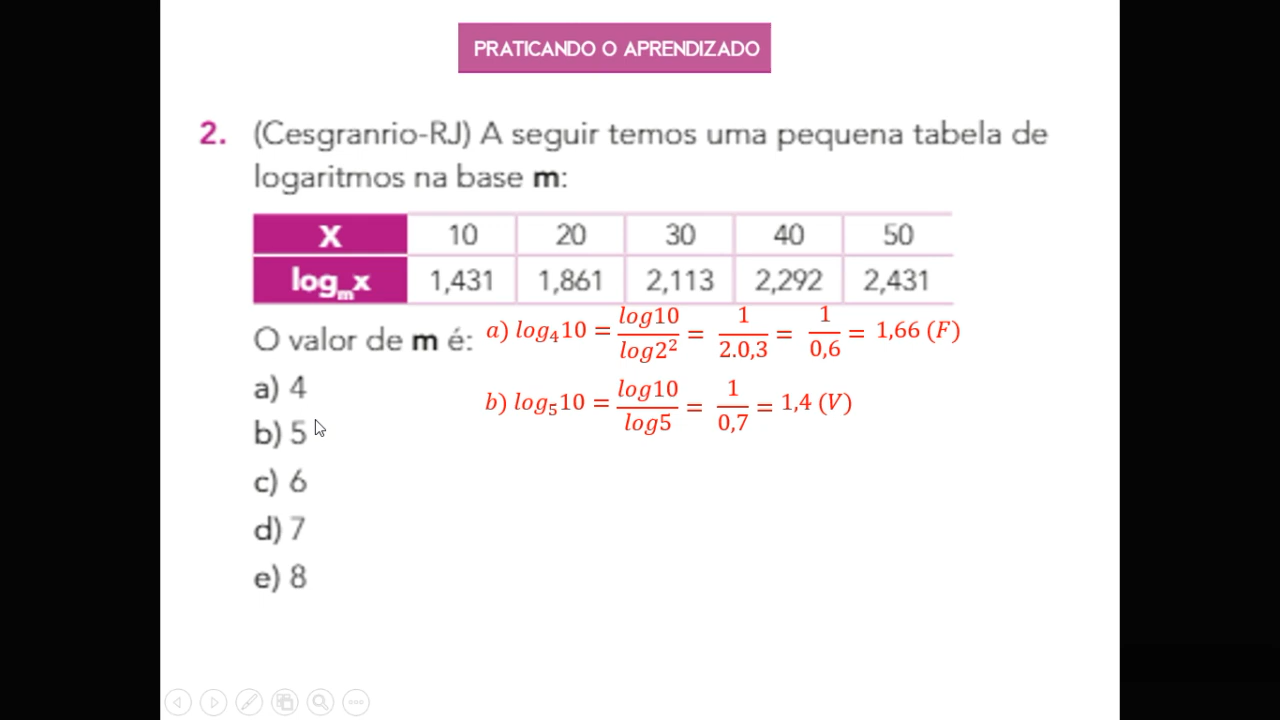 PRATICANDO O APRENDIZADO
2. (Cesgranrio-RJ) A seguir temos uma pequena tabela de
logaritmos na base m:
X 10 20 30 40 50
logₘx 1,431 1,861 2,113 2,292 2,431
O valor de m é:
a) log₄10 = log10/log2² = 1/2.0,3 = 1/0,6 = 1,66 (F)
a) 4
b) log₅10 = log10/log5 = 1/0,7 = 1,4 (V)
b) 5
c) 6
d) 7
e) 8